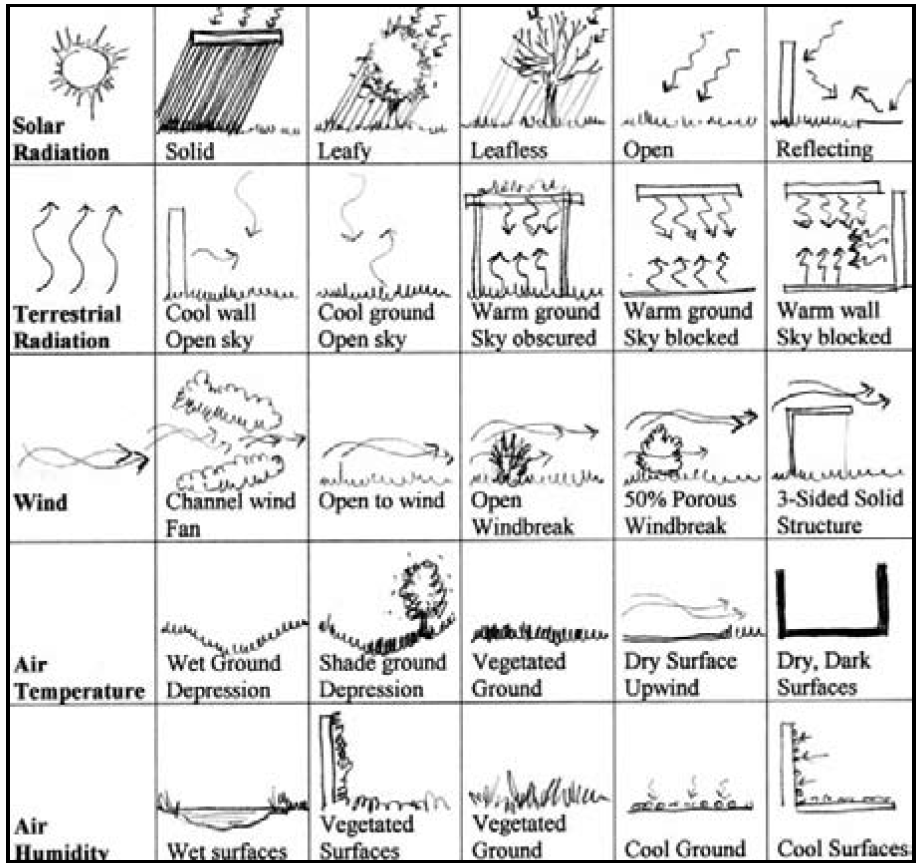 Solar
Radiation
Solid
Leafy
Leafless
Open
Reflecting
Terrestrial
Radiation
Cool wall
Open sky
Cool ground
Open sky
Warm ground
Sky obscured
Warm ground
Sky blocked
Warm wall
Sky blocked
Wind
Channel wind
Fan
Open to wind
Open
Windbreak
50% Porous
Windbreak
3-Sided Solid
Structure
Air
Temperature
Wet Ground
Depression
Shade ground
Depression
Vegetated
Ground
Dry Surface
Upwind
Dry, Dark
Surfaces
Air
Humidity
Wet surfaces
Vegetated
Surfaces
Vegetated
Ground
Cool Ground
Cool Surfaces